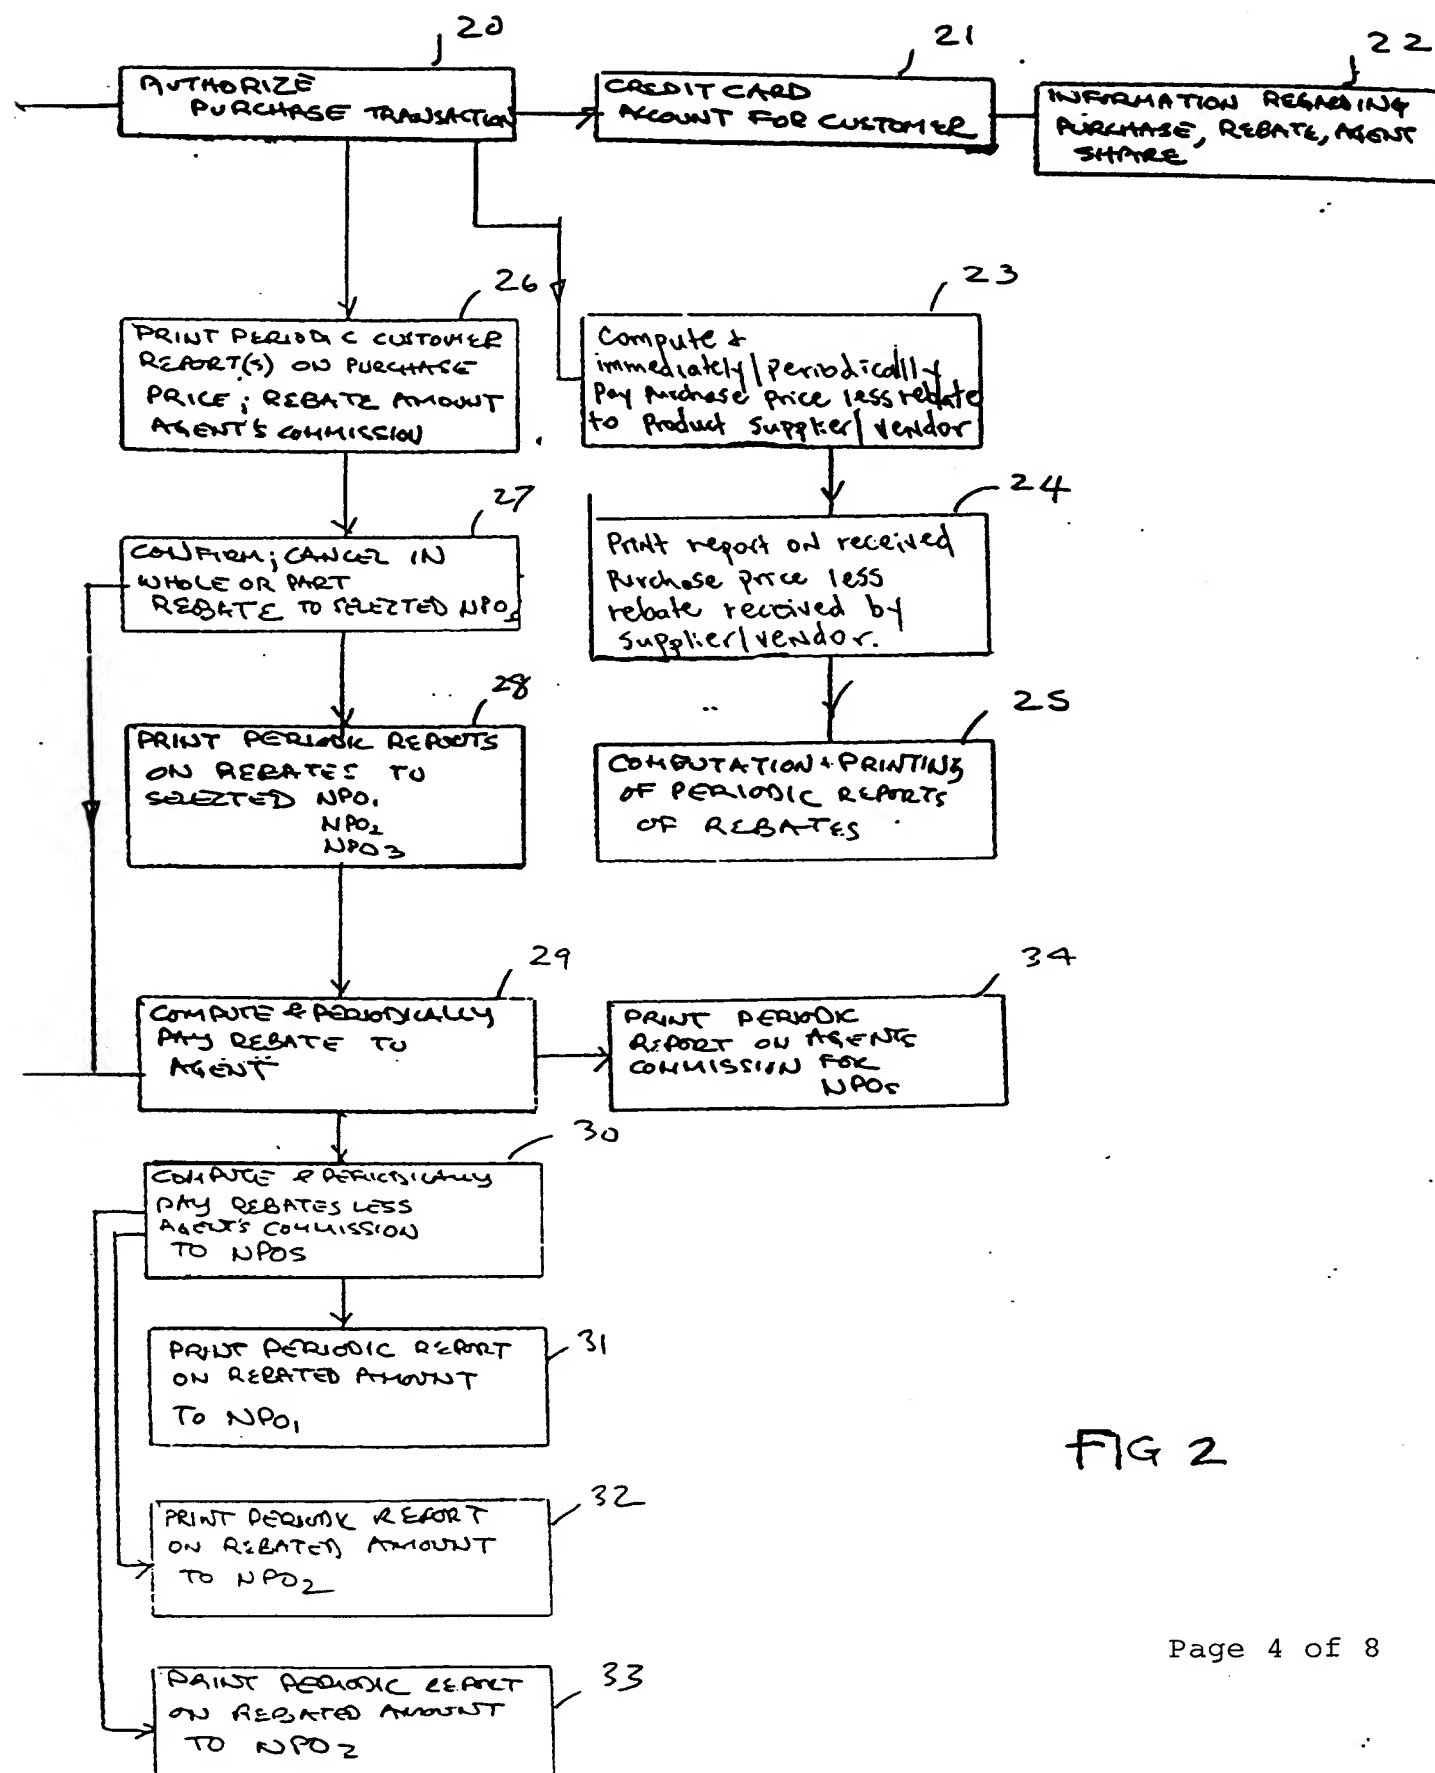 20
AUTHORIZE
PURCHASE TRANSACTION
21
CREDIT CARD
ACCOUNT FOR CUSTOMER
22
INFORMATION REGARDING
PURCHASE, REBATE, AGENT
SHARE
26
PRINT PERIODIC CUSTOMER
REPORT(S) ON PURCHASE
PRICE; REBATE AMOUNT
AGENT'S COMMISSION
23
Compute &
immediately/periodically
Pay purchase price less rebate
to Product supplier/vendor
27
CONFIRM; CANCEL IN
WHOLE OR PART
REBATE TO SELECTED NPOS
24
Print report on received
Purchase price less
rebate received by
supplier/vendor.
28
PRINT PERIODIC REPORTS
ON REBATES TO
SELECTED NPO1
NPO2
NPO3
25
COMPUTATION & PRINTING
OF PERIODIC REPORTS
OF REBATES
29
COMPUTE & PERIODICALLY
PAY REBATE TO
AGENT
34
PRINT PERIODIC
REPORT ON AGENTS
COMMISSION FOR
NPOS
30
COMPUTE & PERIODICALLY
PAY REBATES LESS
AGENT'S COMMISSION
TO NPOS
31
PRINT PERIODIC REPORT
ON REBATED AMOUNT
TO NPO1
FIG 2
32
PRINT PERIODIC REPORT
ON REBATED AMOUNT
TO NPO2
33
PRINT PERIODIC REPORT
ON REBATED AMOUNT
TO NPO2
Page 4 of 8